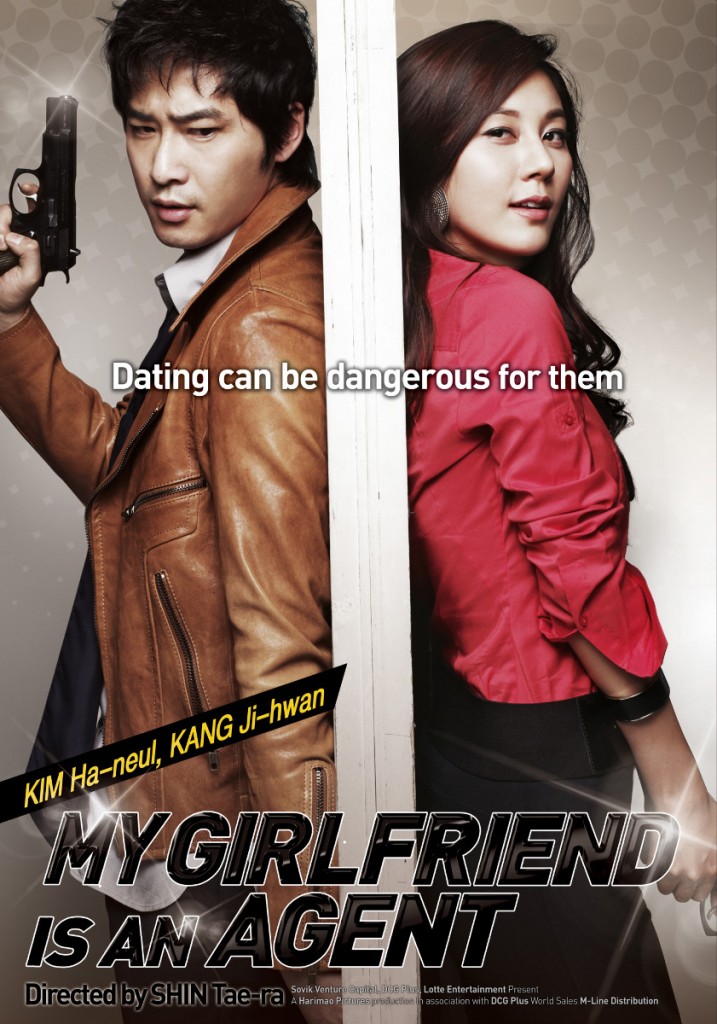 Dating can be dangerous for them
KIM Ha-neul, KANG Ji-hwan
MY GIRLFRIEND
IS AN AGENT
Directed by SHIN Tae-ra
Sovik Venture Capital, DCG Plus, Lotte Entertainment Present
A Harimao Pictures production in association with DCG Plus World Sales M-Line Distribution